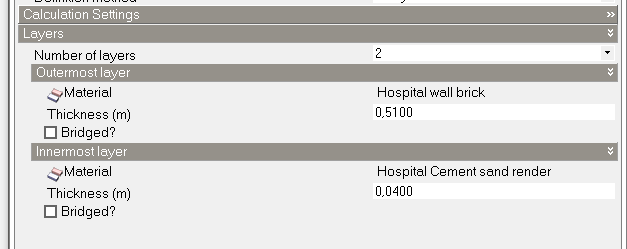 Calculation Settings
Layers
Number of layers 2
Outermost layer
Material Hospital wall brick
Thickness (m) 0,5100
Bridged?
Innermost layer
Material Hospital Cement sand render
Thickness (m) 0,0400
Bridged?